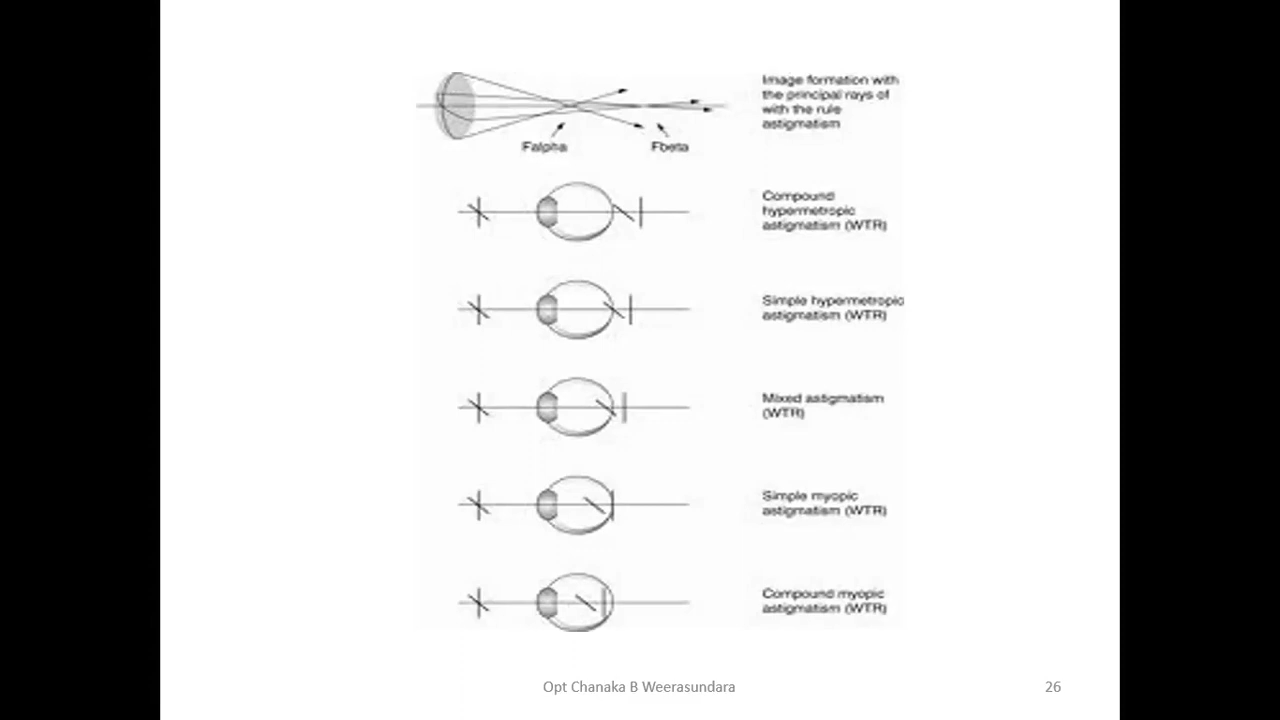 Image formation with
the principal rays of
with the rule
astigmatism
Falpha
Fbeta
Compound
hypermetropic
astigmatism (WTR)
Simple hypermetropic
astigmatism (WTR)
Mixed astigmatism
(WTR)
Simple myopic
astigmatism (WTR)
Compound myopic
astigmatism (WTR)
Opt Chanaka B Weerasundara
26